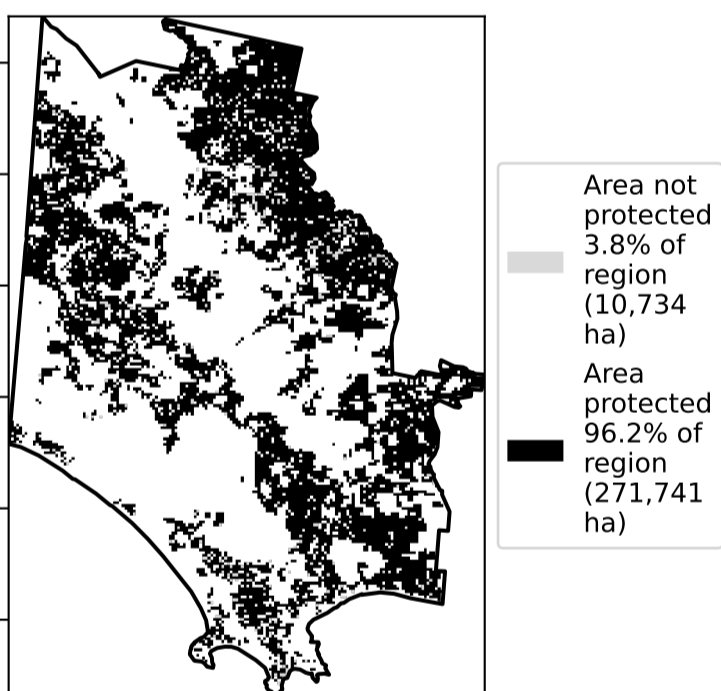 Area not
protected
3.8% of
region
(10,734
ha)
Area
protected
96.2% of
region
(271,741
ha)